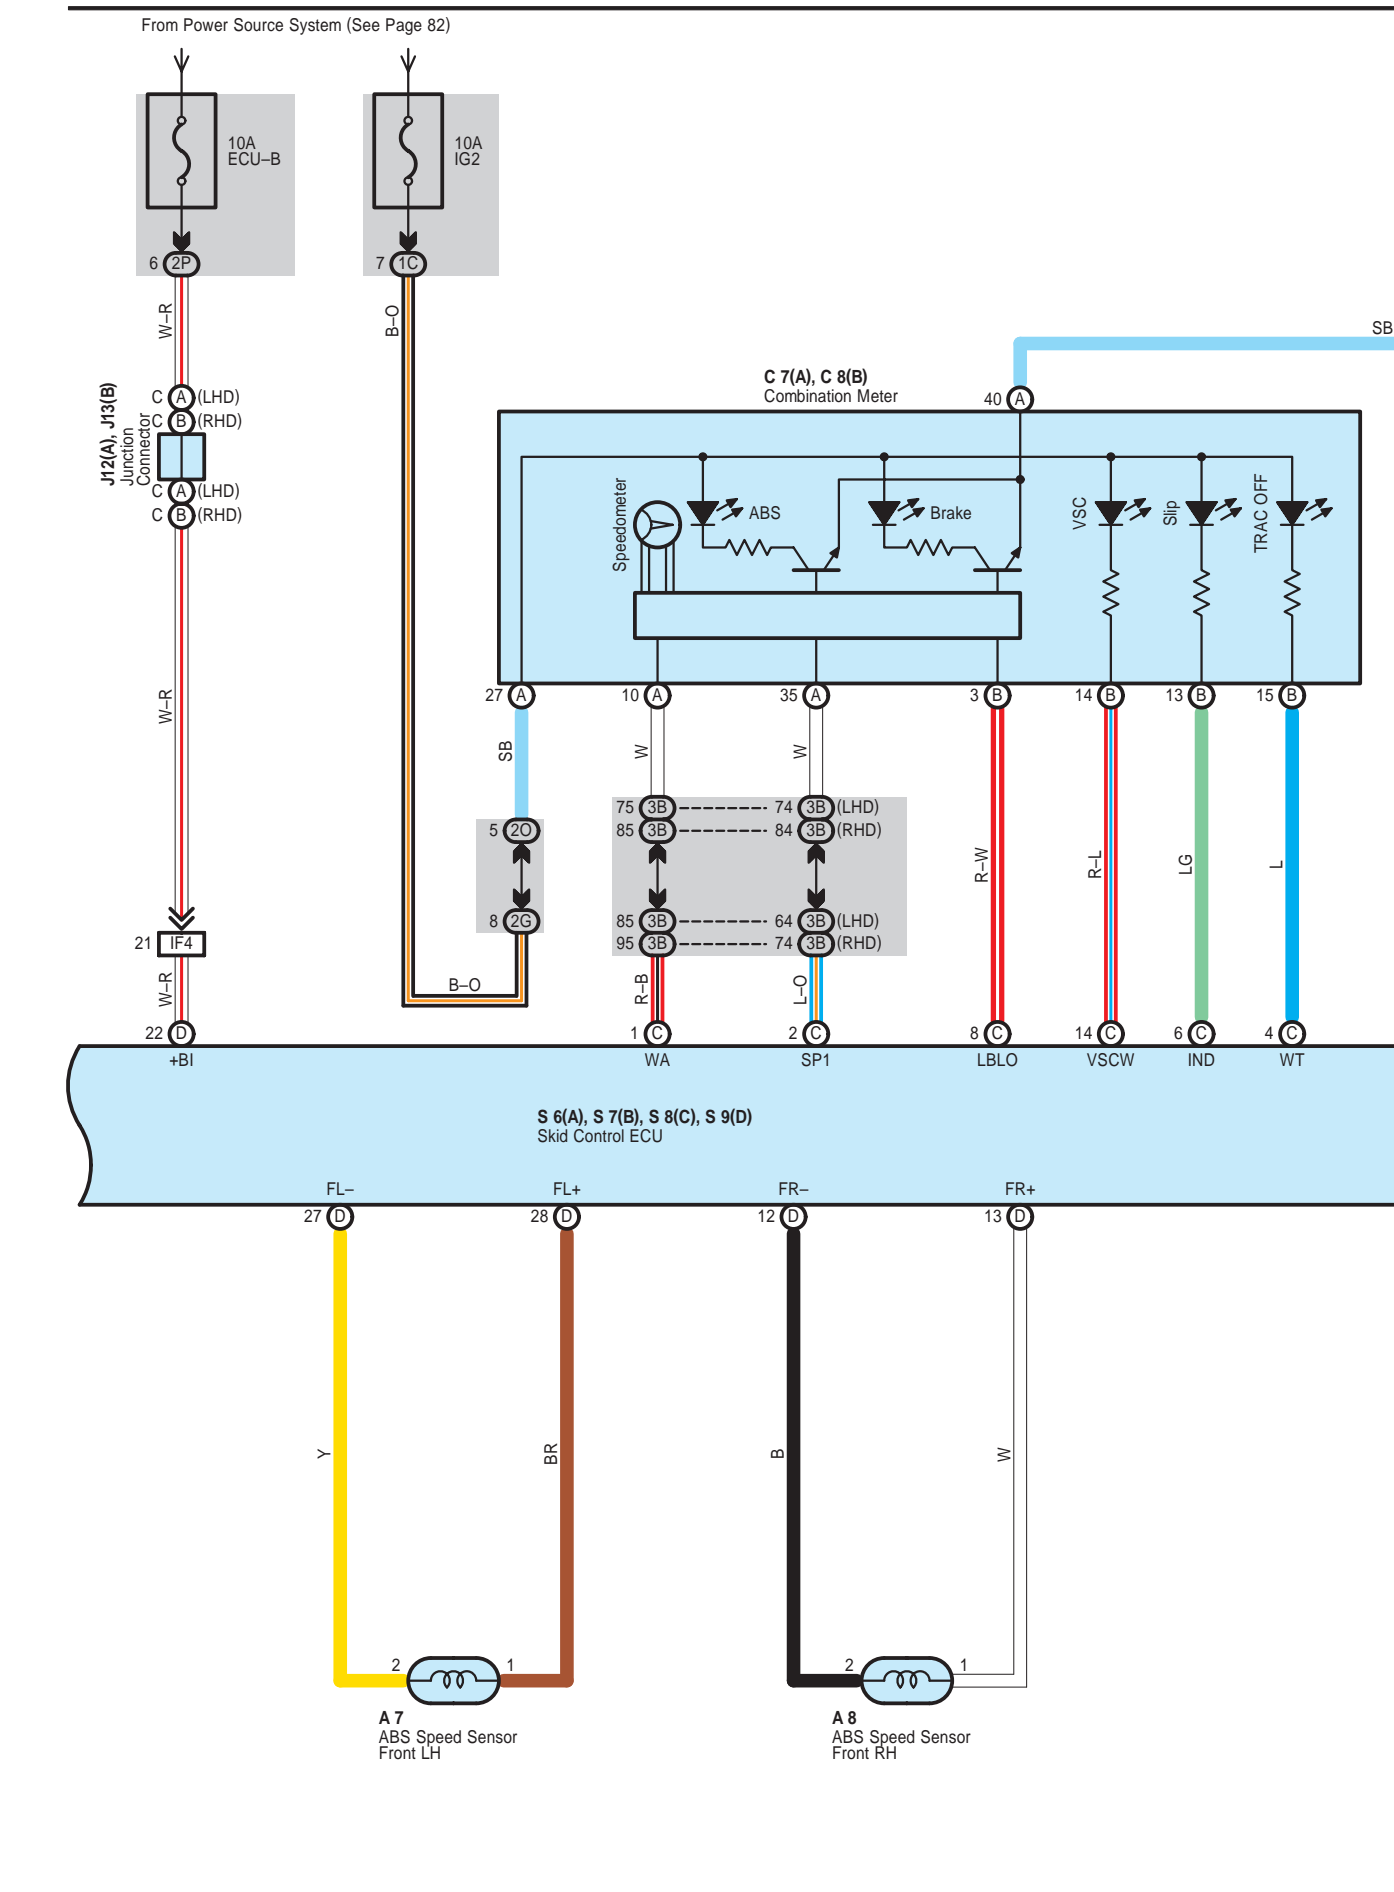 From Power Source System (See Page 82)
10A
ECU–B
10A
IG2
6 2P
7 1C
W–R
B–O
SB
J12(A), J13(B)
Junction
Connector
C A (LHD)
C B (RHD)
C A (LHD)
C B (RHD)
C 7(A), C 8(B)
Combination Meter
40 A
Speedometer
ABS
Brake
VSC
Slip
TRAC OFF
27 A
10 A
35 A
3 B
14 B
13 B
15 B
W–R
SB
W
W
75 3B
74 3B (LHD)
85 3B
84 3B (RHD)
5 2O
R–W
R–L
LG
L
8 2G
85 3B
64 3B (LHD)
95 3B
74 3B (RHD)
21 IF4
W–R
B–O
R–B
L–O
22 D
1 C
2 C
8 C
14 C
6 C
4 C
+BI
WA
SP1
LBLO
VSCW
IND
WT
S 6(A), S 7(B), S 8(C), S 9(D)
Skid Control ECU
FL–
FL+
FR–
FR+
27 D
28 D
12 D
13 D
Y
BR
B
W
2
1
2
1
A 7
ABS Speed Sensor
Front LH
A 8
ABS Speed Sensor
Front RH